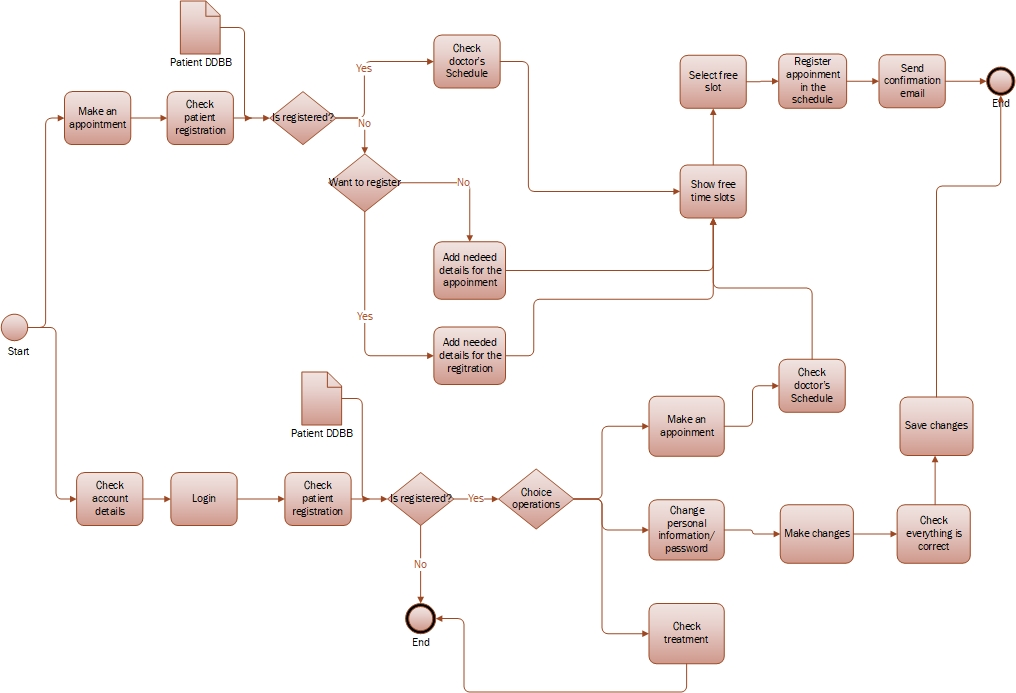 Patient DDBB
Make an
appointment
Check
patient
registration
Is registered?
Yes
No
Check
doctor's
Schedule
Want to register
No
Yes
Add nedeed
details for the
appoinment
Add needed
details for the
regitration
Select free
slot
Register
appoinment
in the
schedule
Send
confirmation
email
End
Show free
time slots
Start
Patient DDBB
Check
account
details
Login
Check
patient
registration
Is registered?
Yes
No
End
Choice
operations
Make an
appoinment
Check
doctor's
Schedule
Change
personal
information/
password
Make changes
Check
everything is
correct
Save changes
Check
treatment